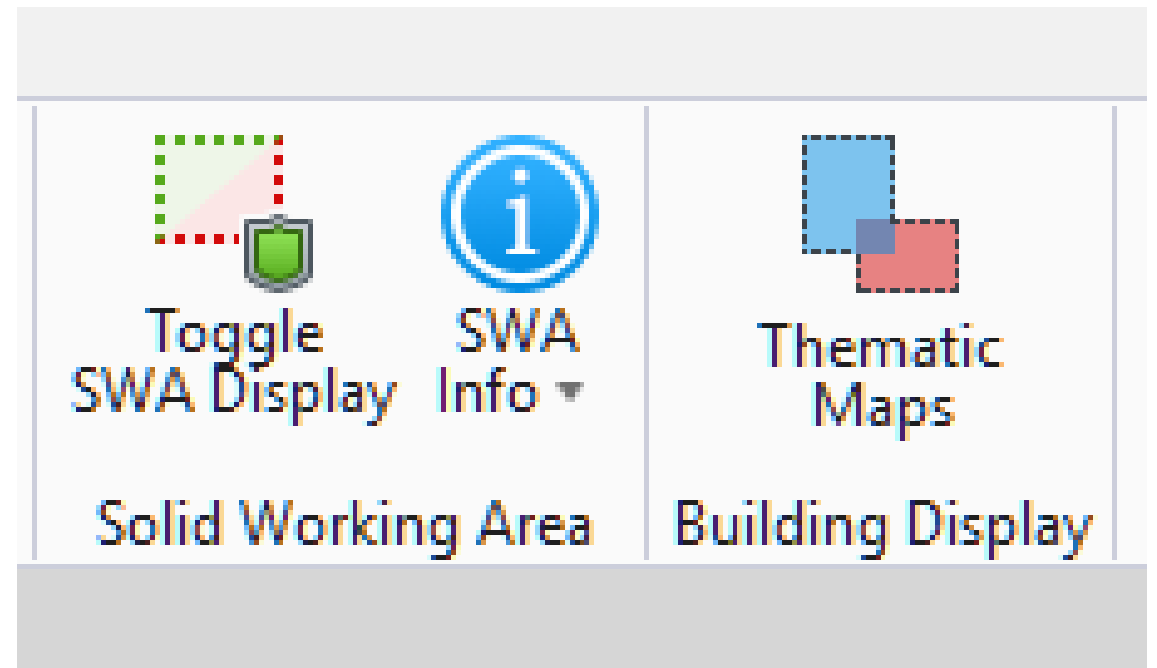 Toggle
SWA Display
SWA
Info
Solid Working Area
Thematic
Maps
Building Display